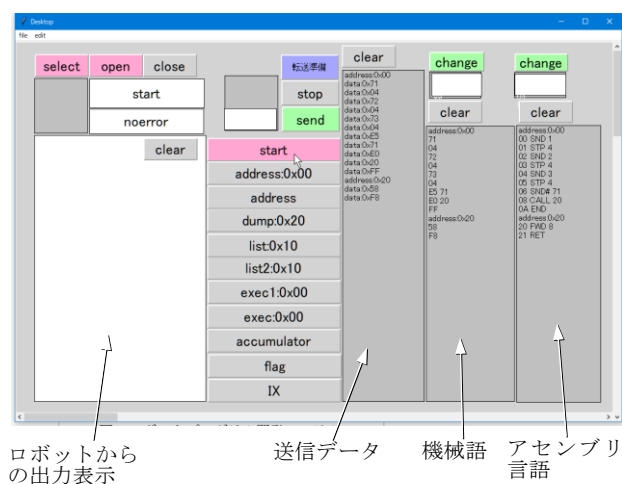 Desktop
file edit
select open close
start
noerror
clear
転送準備
stop
send
start
address:0x00
address
dump:0x20
list:0x10
list2:0x10
exec1:0x00
exec:0x00
accumulator
flag
IX
clear
address:0x00
data:0x71
data:0x04
data:0x72
data:0x04
data:0x73
data:0x04
data:0xE5
data:0x71
data:0xE0
data:0x20
data:0xFF
address:0x20
data:0x58
data:0xF8
change
clear
address:0x00
71
04
72
04
73
04
E5 71
E0 20
FF
address:0x20
58
F8
change
clear
address:0x00
00 SND 1
01 STP 4
02 SND 2
03 STP 4
04 SND 3
05 STP 4
06 SND# 71
08 CALL 20
0A END
address:0x20
20 FWD 8
21 RET
ロボットから
の出力表示
送信データ
機械語
アセンブリ
言語